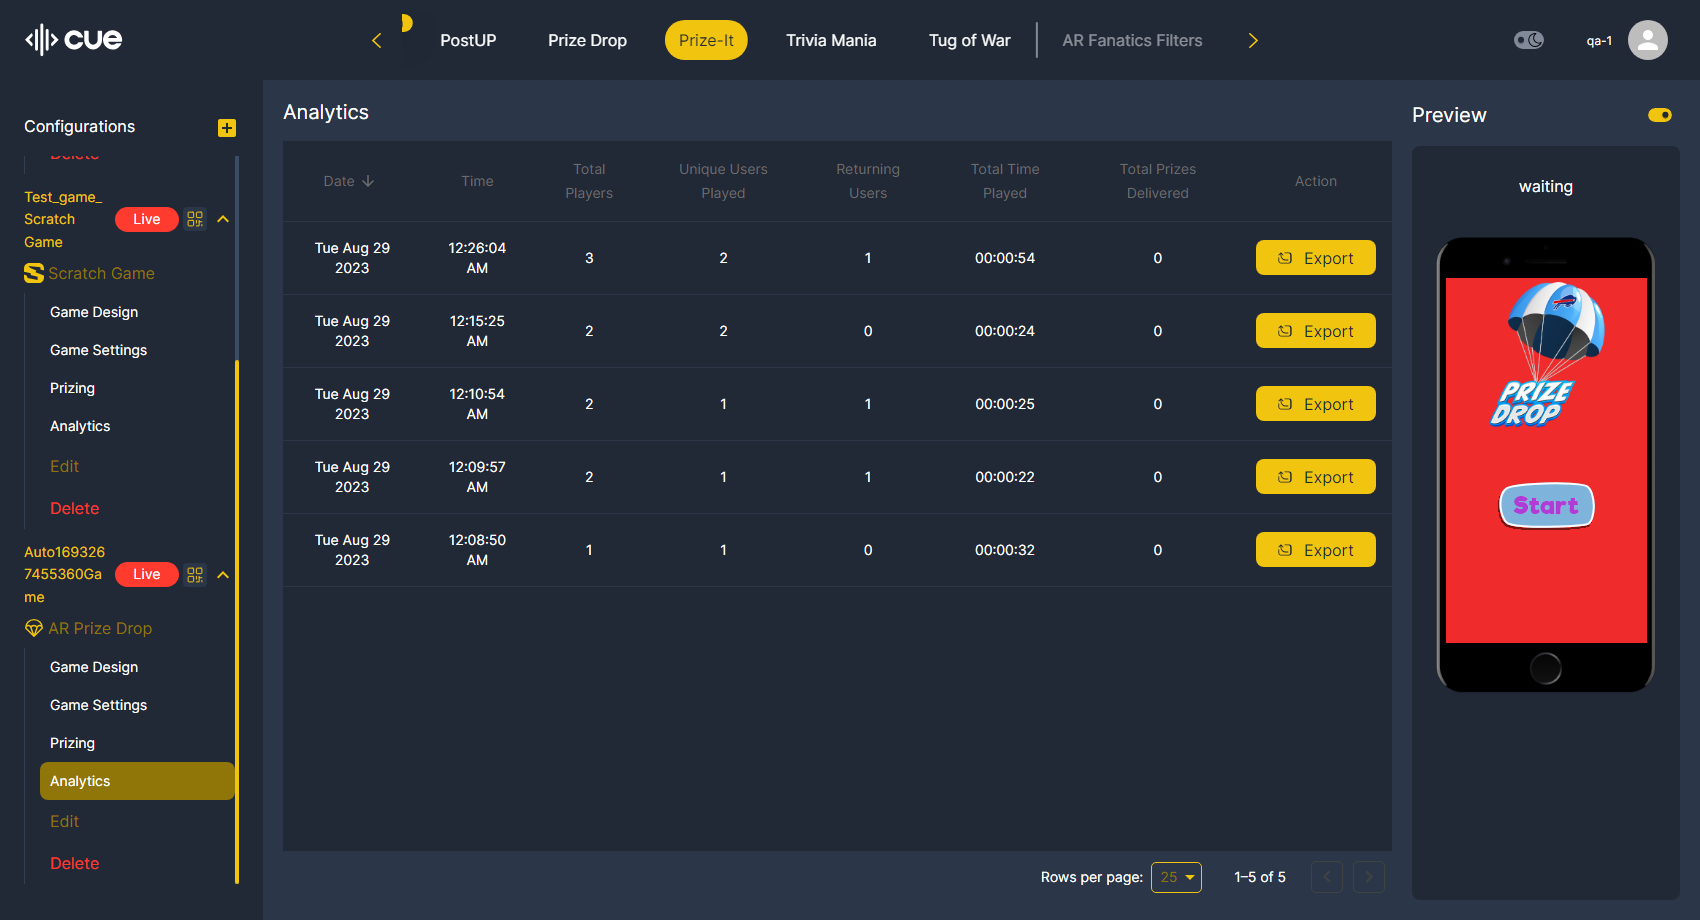 cue
PostUP
Prize Drop
Prize-It
Trivia Mania
Tug of War
AR Fanatics Filters
qa-1
Configurations
Delete
Test_game_
Scratch
Game
Live
Scratch Game
Game Design
Game Settings
Prizing
Analytics
Edit
Delete
Auto169326
7455360Ga
me
Live
AR Prize Drop
Game Design
Game Settings
Prizing
Analytics
Edit
Delete
Analytics
Date
Time
Total
Players
Unique Users
Played
Returning
Users
Total Time
Played
Total Prizes
Delivered
Action
Tue Aug 29
2023
12:26:04
AM
3
2
1
00:00:54
0
Export
Tue Aug 29
2023
12:15:25
AM
2
2
0
00:00:24
0
Export
Tue Aug 29
2023
12:10:54
AM
2
1
1
00:00:25
0
Export
Tue Aug 29
2023
12:09:57
AM
2
1
1
00:00:22
0
Export
Tue Aug 29
2023
12:08:50
AM
1
1
0
00:00:32
0
Export
Rows per page:
25
1–5 of 5
Preview
waiting
PRIZE
DROP
Start